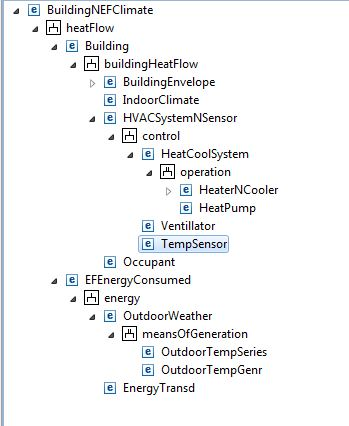 BuildingNEFClimate
heatFlow
Building
buildingHeatFlow
BuildingEnvelope
IndoorClimate
HVACSystemNSensor
control
HeatCoolSystem
operation
HeaterNCooler
HeatPump
Ventillator
TempSensor
Occupant
EFEnergyConsumed
energy
OutdoorWeather
meansOfGeneration
OutdoorTempSeries
OutdoorTempGenr
EnergyTransd